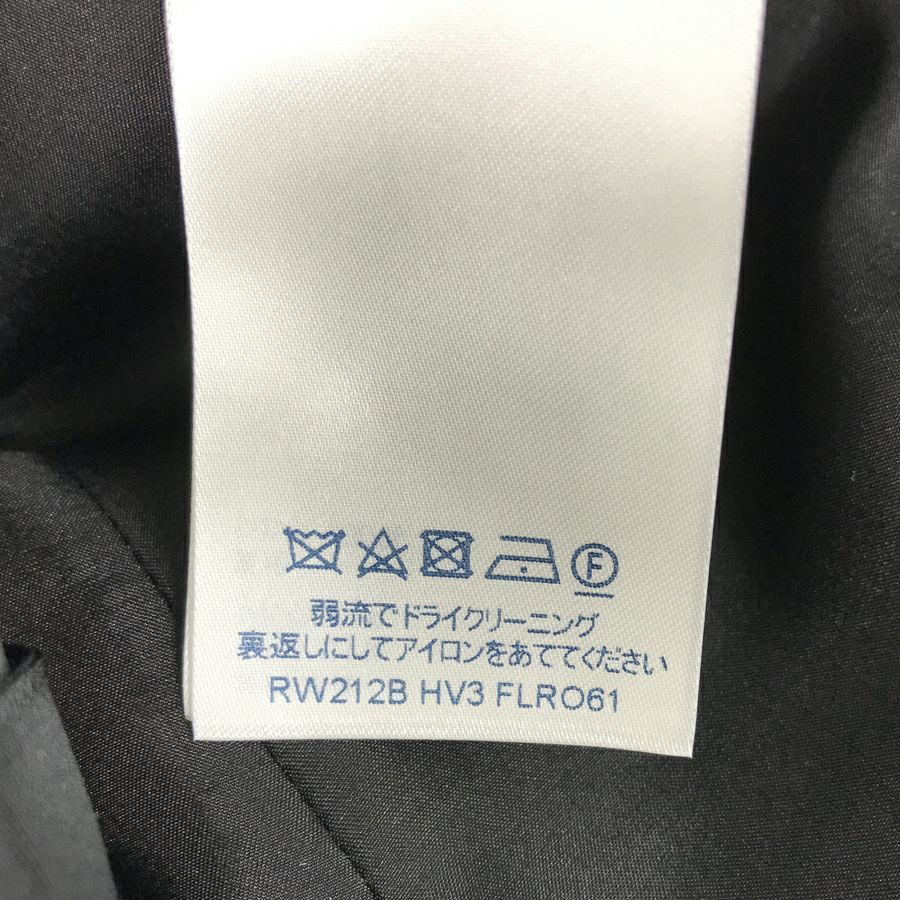 F
弱流でドライクリーニング
裏返しにしてアイロンをあててください
RW212B HV3 FLRO61